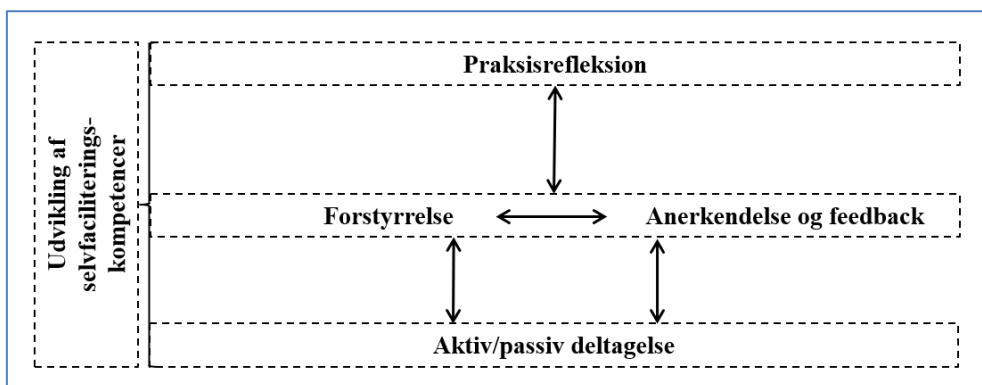 Udvikling af
selvfaciliterings-
kompetencer
Praksisrefleksion
Forstyrrelse
Anerkendelse og feedback
Aktiv/passiv deltagelse